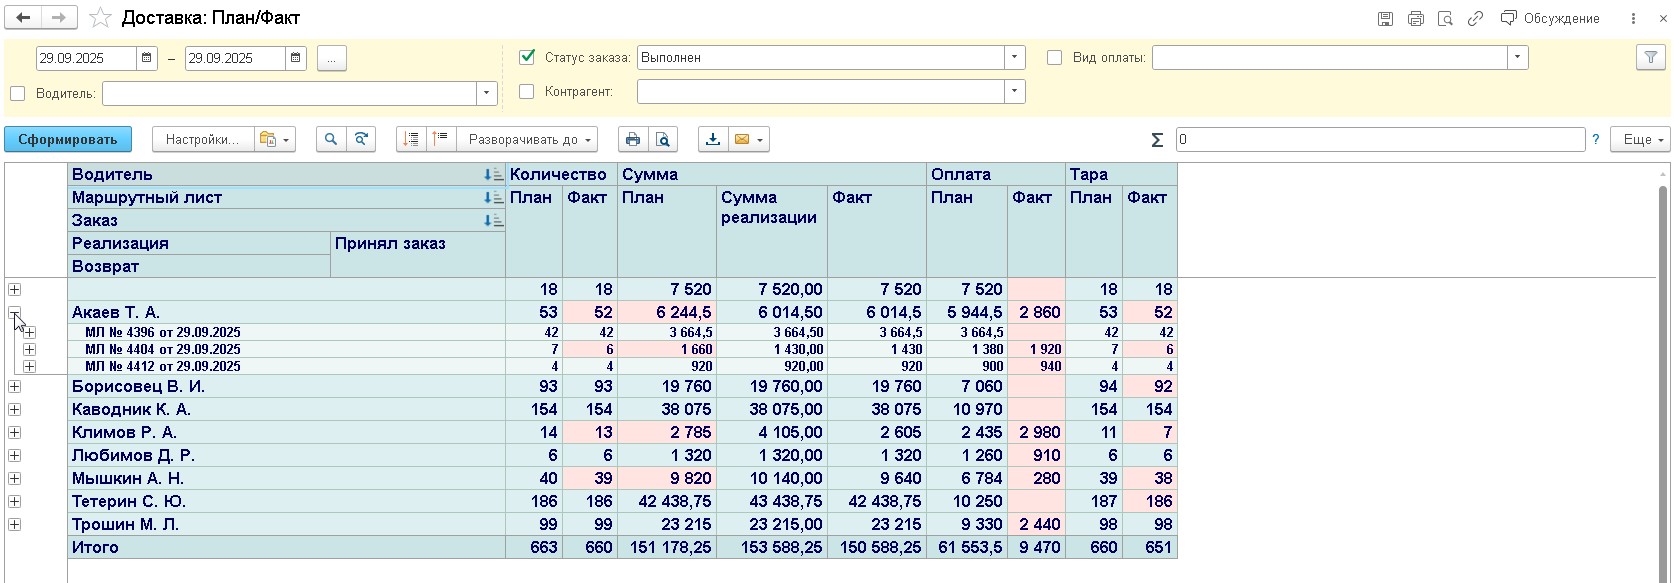 Доставка: План/Факт
Обсуждение
29.09.2025 – 29.09.2025 ...
Статус заказа: Выполнен
Вид оплаты:
Водитель:
Контрагент:
Сформировать Настройки... Разворачивать до Σ 0 ? Еще
Водитель Количество Сумма Оплата Тара
Маршрутный лист План Факт План Сумма реализации Факт План Факт План Факт
Заказ
Реализация Принял заказ
Возврат
18 18 7 520 7 520,00 7 520 7 520 18 18
Акаев Т. А. 53 52 6 244,5 6 014,50 6 014,5 5 944,5 2 860 53 52
МЛ № 4396 от 29.09.2025 42 42 3 664,5 3 664,50 3 664,5 3 664,5 42 42
МЛ № 4404 от 29.09.2025 7 6 1 660 1 430,00 1 430 1 380 1 920 7 6
МЛ № 4412 от 29.09.2025 4 4 920 920,00 920 900 940 4 4
Борисовец В. И. 93 93 19 760 19 760,00 19 760 7 060 94 92
Каводник К. А. 154 154 38 075 38 075,00 38 075 10 970 154 154
Климов Р. А. 14 13 2 785 4 105,00 2 605 2 435 2 980 11 7
Любимов Д. Р. 6 6 1 320 1 320,00 1 320 1 260 910 6 6
Мышкин А. Н. 40 39 9 820 10 140,00 9 640 6 784 280 39 38
Тетерин С. Ю. 186 186 42 438,75 43 438,75 42 438,75 10 250 187 186
Трошин М. Л. 99 99 23 215 23 215,00 23 215 9 330 2 440 98 98
Итого 663 660 151 178,25 153 588,25 150 588,25 61 553,5 9 470 660 651